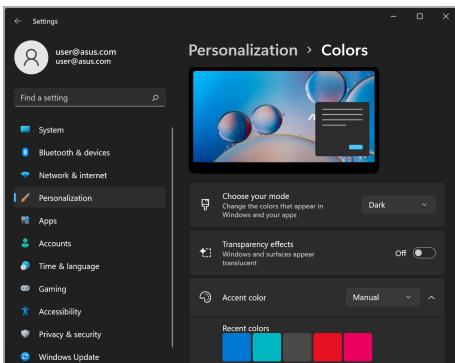 Settings
user@asus.com
user@asus.com
Find a setting
System
Bluetooth & devices
Network & internet
Personalization
Apps
Accounts
Time & language
Gaming
Accessibility
Privacy & security
Windows Update
Personalization > Colors
Choose your mode
Change the colors that appear in
Windows and your apps
Dark
Transparency effects
Windows and surfaces appear
translucent
Off
Accent color
Manual
Recent colors